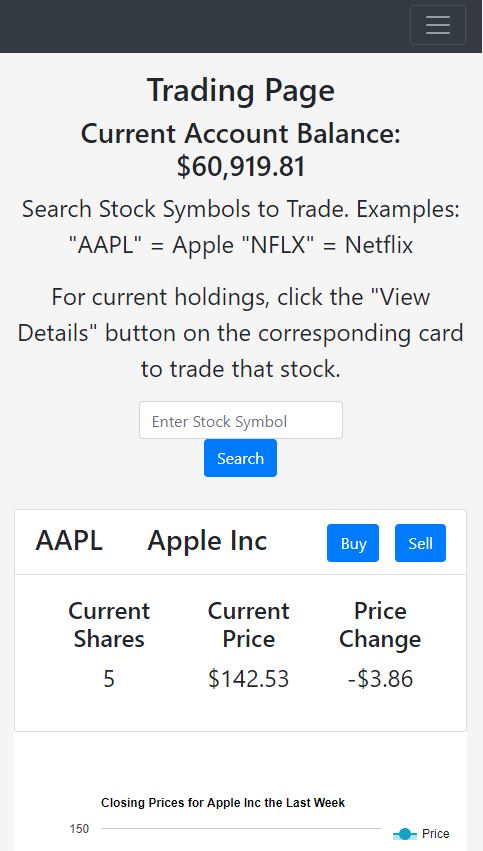 Trading Page
Current Account Balance:
$60,919.81
Search Stock Symbols to Trade. Examples:
"AAPL" = Apple "NFLX" = Netflix
For current holdings, click the "View
Details" button on the corresponding card
to trade that stock.
Enter Stock Symbol
Search
AAPL Apple Inc Buy Sell
Current Current Price
Shares Price Change
5 $142.53 -$3.86
Closing Prices for Apple Inc the Last Week
150 Price